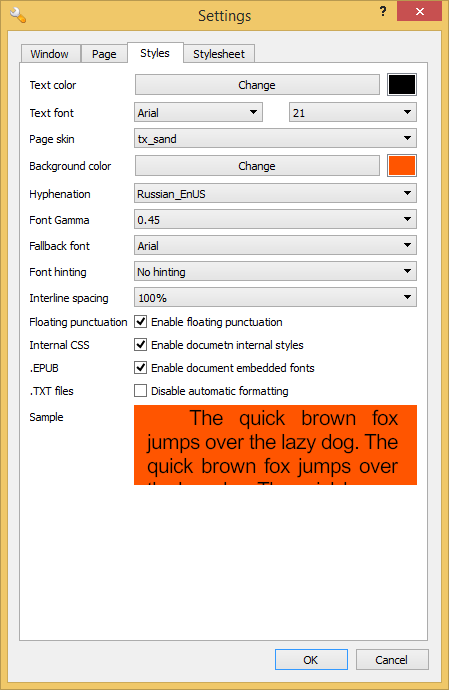 Settings
?
Window Page Styles Stylesheet
Text color Change
Text font Arial 21
Page skin tx_sand
Background color Change
Hyphenation Russian_EnUS
Font Gamma 0.45
Fallback font Arial
Font hinting No hinting
Interline spacing 100%
Floating punctuation Enable floating punctuation
Internal CSS Enable documetn internal styles
.EPUB Enable document embedded fonts
.TXT files Disable automatic formatting
Sample The quick brown fox
jumps over the lazy dog. The
quick brown fox jumps over
OK Cancel